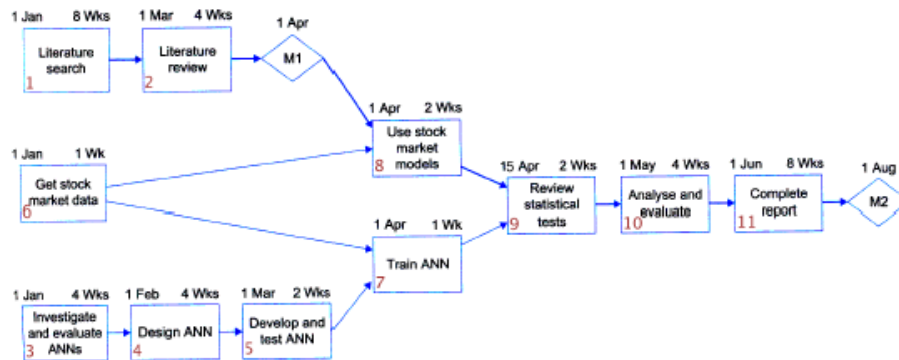 1 Jan 8 Wks
Literature
search
1
1 Mar 4 Wks
Literature
review
2
1 Apr
M1
1 Apr 2 Wks
Use stock
market
models
8
1 Jan 1 Wk
Get stock
market data
6
15 Apr 2 Wks
Review
statistical
tests
9
1 May 4 Wks
Analyse and
evaluate
10
1 Jun 8 Wks
Complete
report
11
1 Aug
M2
1 Apr 1 Wk
Train ANN
7
1 Jan 4 Wks
Investigate
and evaluate
ANNs
3
1 Feb 4 Wks
Design ANN
4
1 Mar 2 Wks
Develop and
test ANN
5